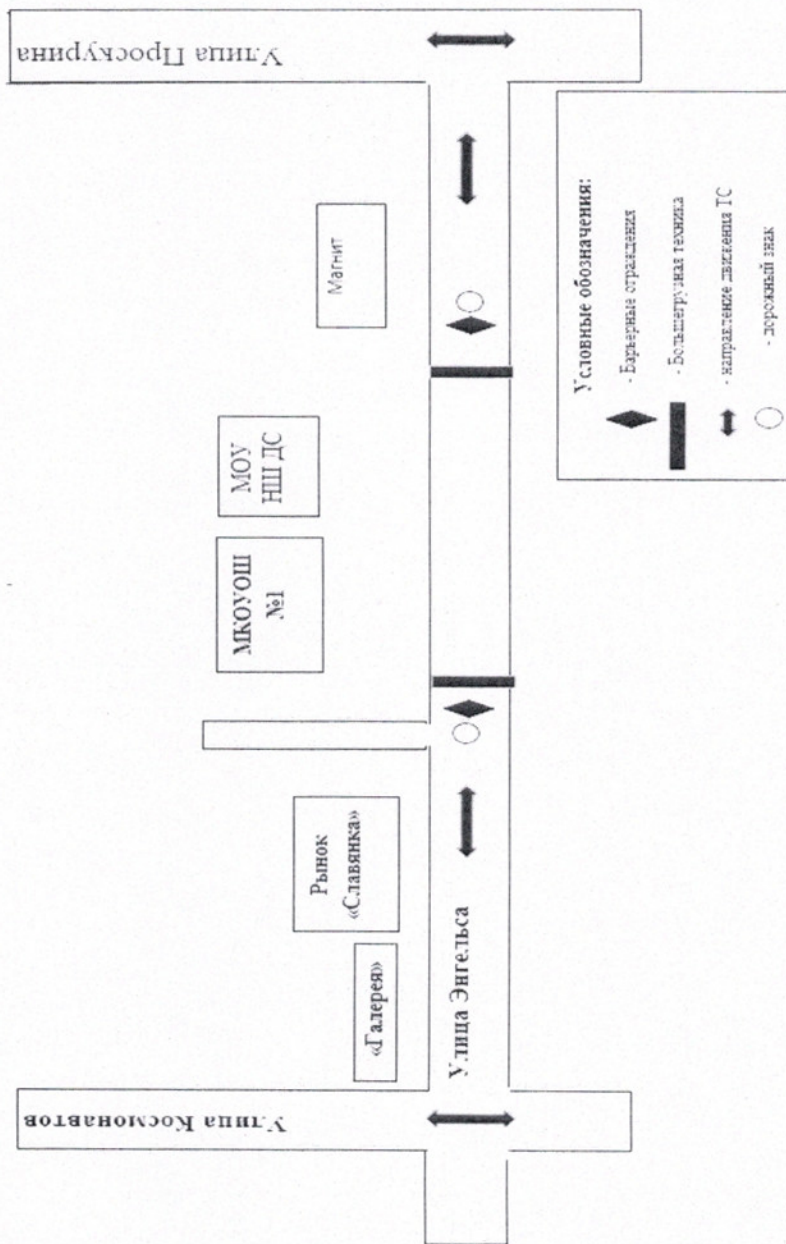 Улица Проскурина
Магнит
МОУ
НШ ДС
МКОУОШ
№1
Рынок
«Славянка»
«Галерея»
Улица Энгельса
Улица Космонавтов
Условные обозначения:
- Барьерные ограждения
- Большегрузная техника
- направление движения ТС
- дорожный знак